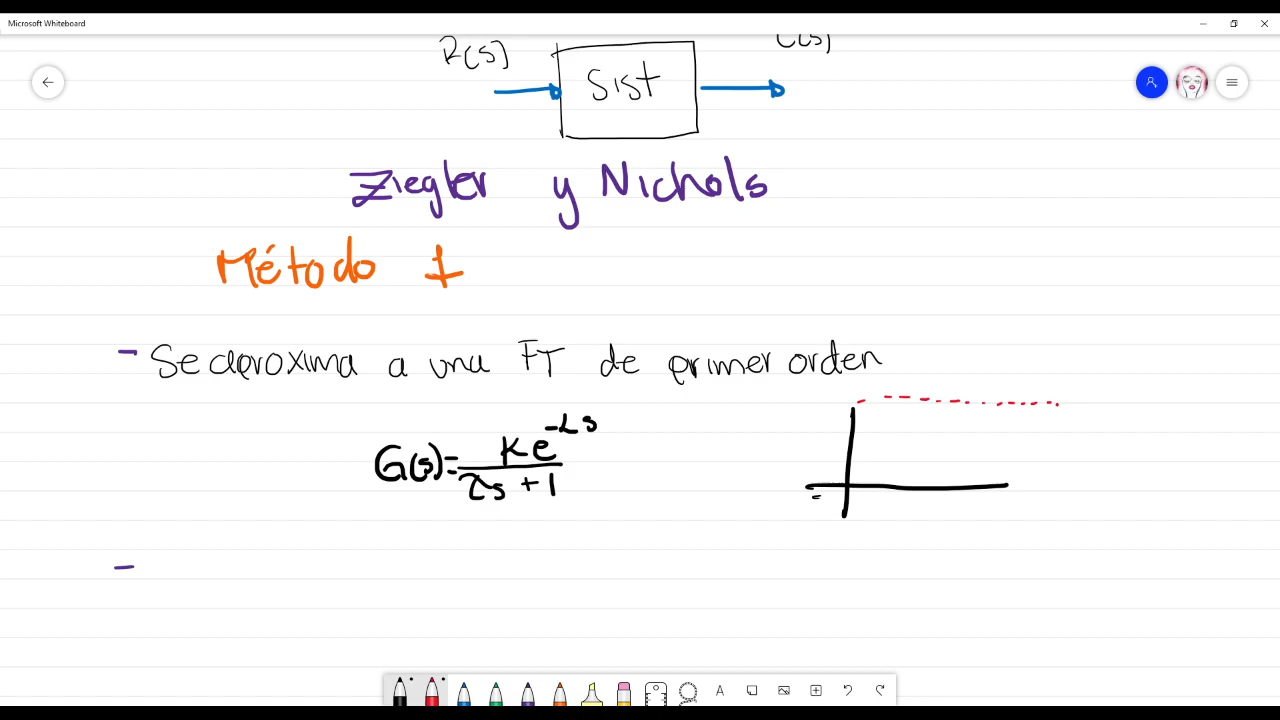 Microsoft Whiteboard
R(s) C(s)
Sist
Ziegler y Nichols
Método 1
- Se aproxima a una FT de primer orden
G(s)= Ke^-Ls
τs + 1
-
A